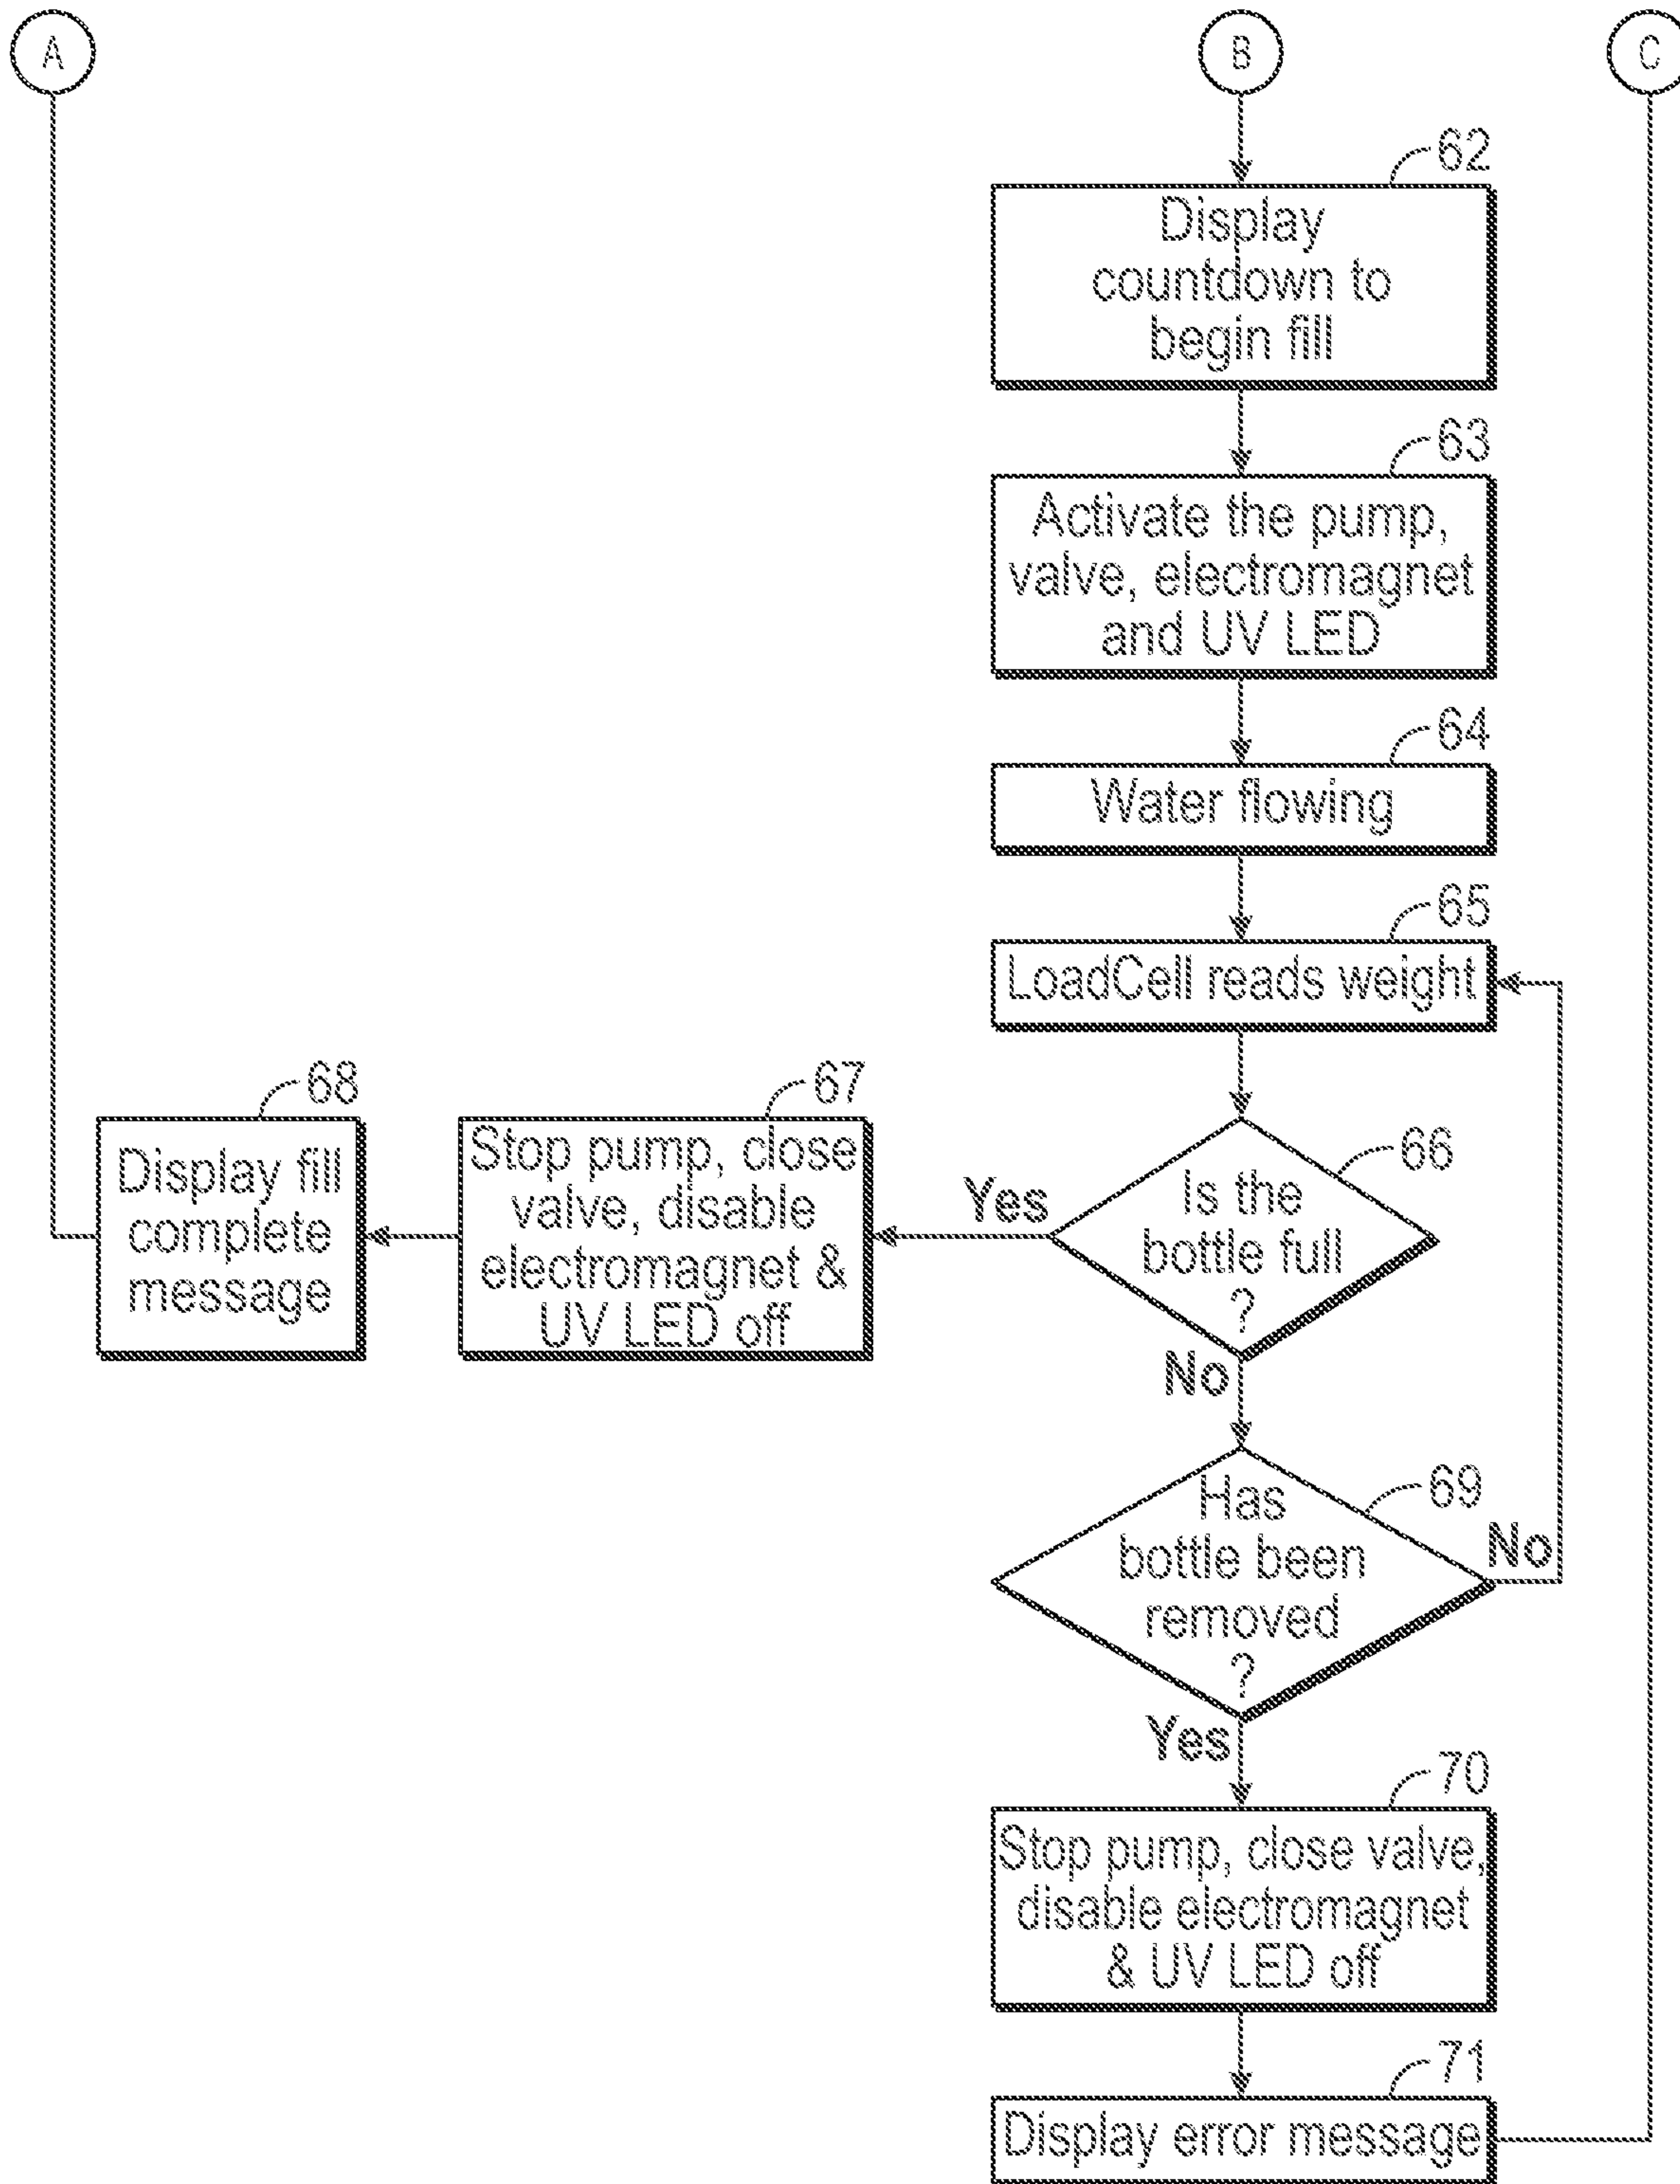 A
B
C
62
Display
countdown to
begin fill
63
Activate the pump,
valve, electromagnet
and UV LED
64
Water flowing
65
LoadCell reads weight
66
Is the
bottle full
?
Yes
67
Stop pump, close
valve, disable
electromagnet &
UV LED off
68
Display fill
complete
message
No
69
Has
bottle been
removed
?
No
Yes
70
Stop pump, close valve,
disable electromagnet
& UV LED off
71
Display error message